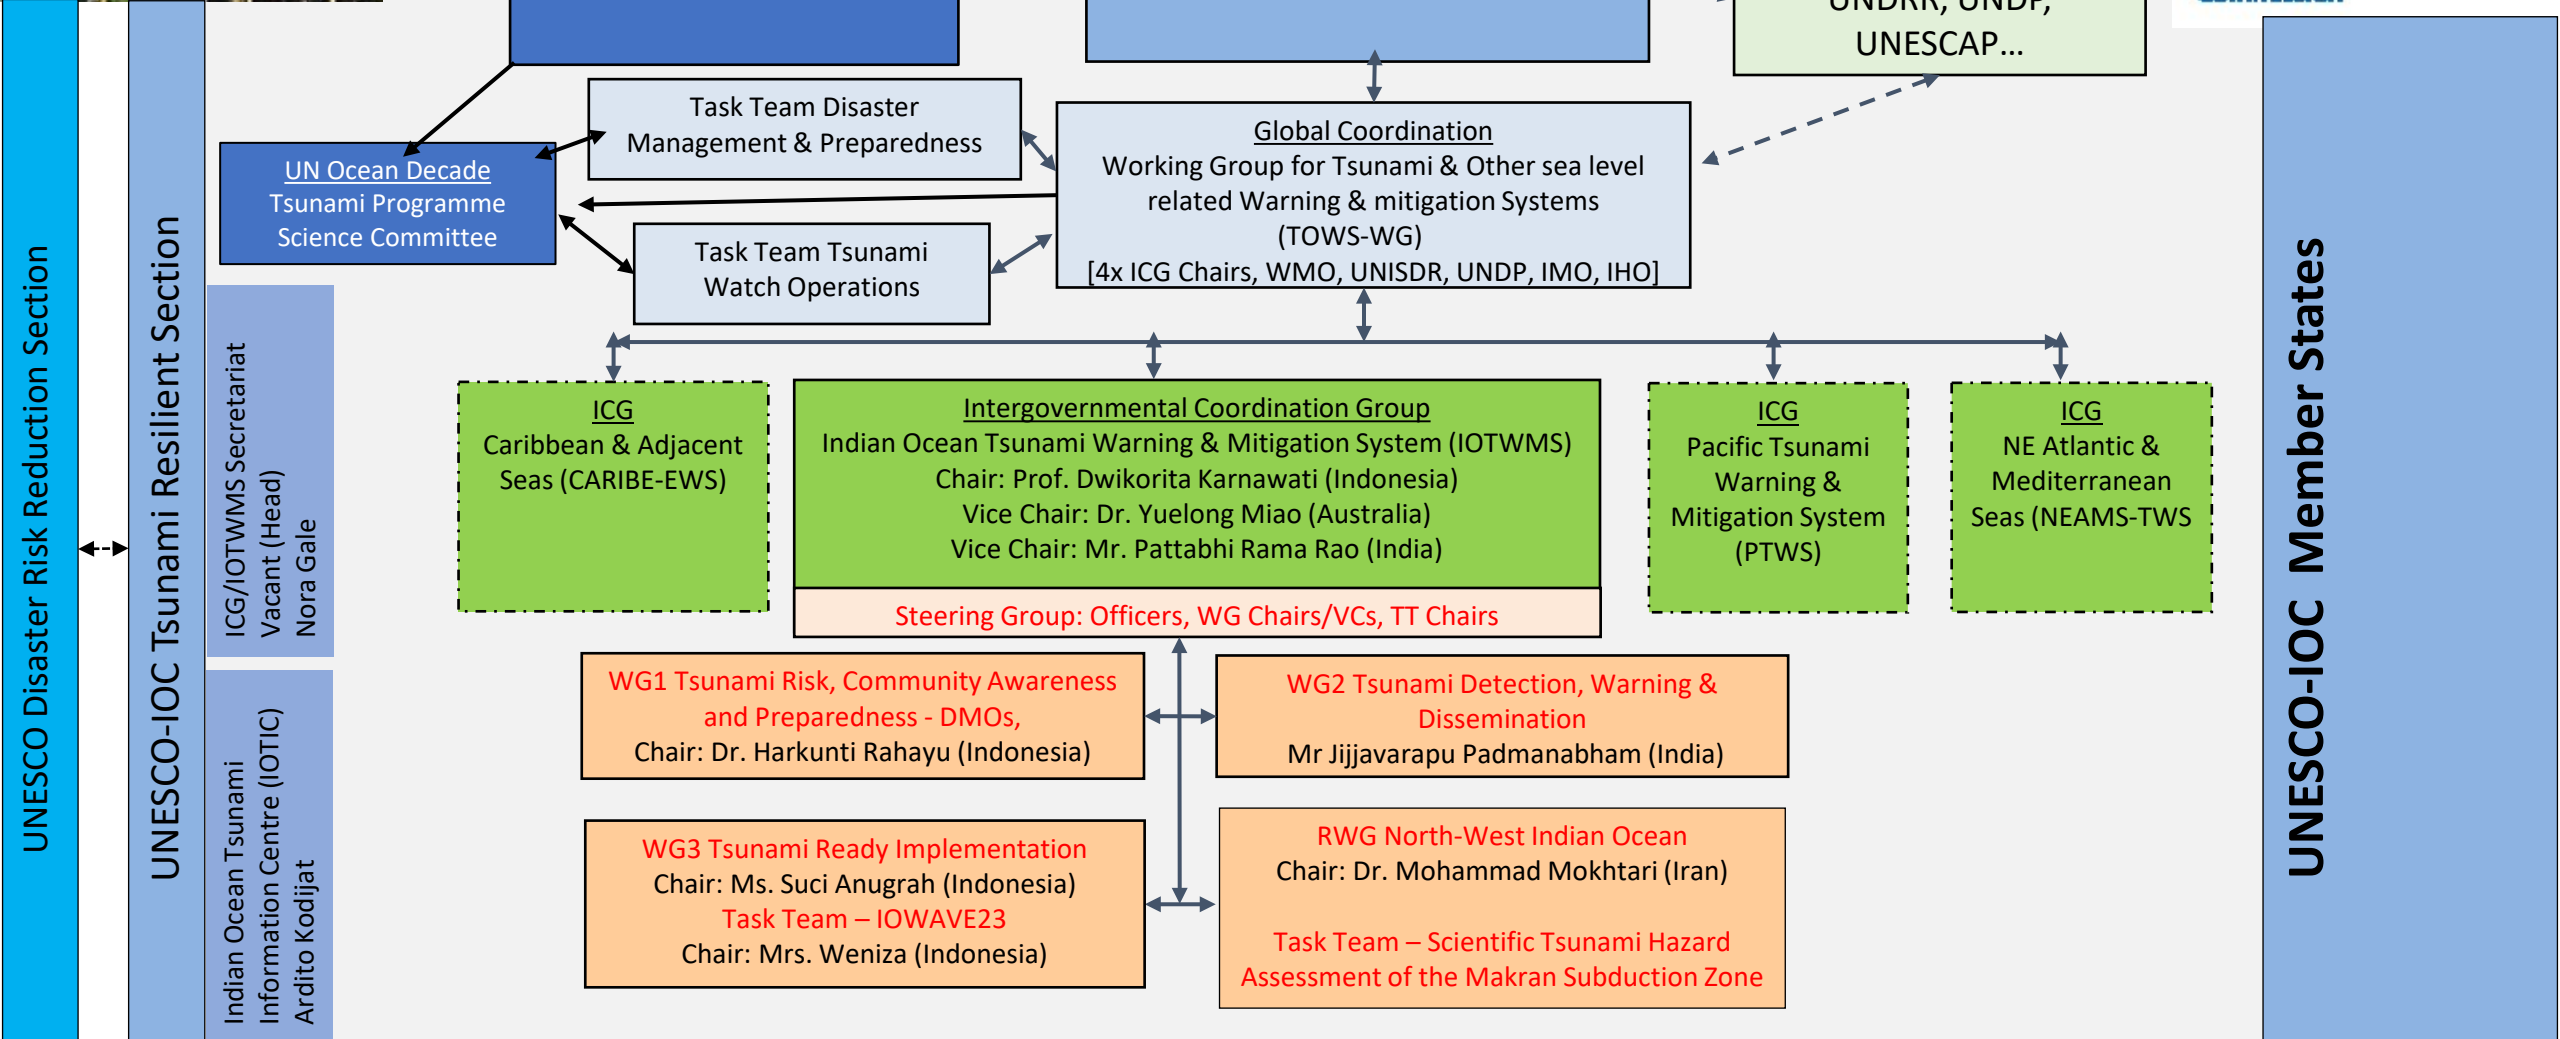 UNDRR, UNDP,
UNESCAP…
Task Team Disaster
Management & Preparedness
Global Coordination
Working Group for Tsunami & Other sea level
related Warning & mitigation Systems
(TOWS-WG)
[4x ICG Chairs, WMO, UNISDR, UNDP, IMO, IHO]
UN Ocean Decade
Tsunami Programme
Science Committee
Task Team Tsunami
Watch Operations
UNESCO Disaster Risk Reduction Section
UNESCO-IOC Tsunami Resilient Section
ICG/IOTWMS Secretariat
Vacant (Head)
Nora Gale
Indian Ocean Tsunami
Information Centre (IOTIC)
Ardito Kodijat
ICG
Caribbean & Adjacent
Seas (CARIBE-EWS)
Intergovernmental Coordination Group
Indian Ocean Tsunami Warning & Mitigation System (IOTWMS)
Chair: Prof. Dwikorita Karnawati (Indonesia)
Vice Chair: Dr. Yuelong Miao (Australia)
Vice Chair: Mr. Pattabhi Rama Rao (India)
Steering Group: Officers, WG Chairs/VCs, TT Chairs
ICG
Pacific Tsunami
Warning &
Mitigation System
(PTWS)
ICG
NE Atlantic &
Mediterranean
Seas (NEAMS-TWS
WG1 Tsunami Risk, Community Awareness
and Preparedness - DMOs,
Chair: Dr. Harkunti Rahayu (Indonesia)
WG2 Tsunami Detection, Warning &
Dissemination
Mr Jijjavarapu Padmanabham (India)
WG3 Tsunami Ready Implementation
Chair: Ms. Suci Anugrah (Indonesia)
Task Team – IOWAVE23
Chair: Mrs. Weniza (Indonesia)
RWG North-West Indian Ocean
Chair: Dr. Mohammad Mokhtari (Iran)
Task Team – Scientific Tsunami Hazard
Assessment of the Makran Subduction Zone
UNESCO-IOC Member States